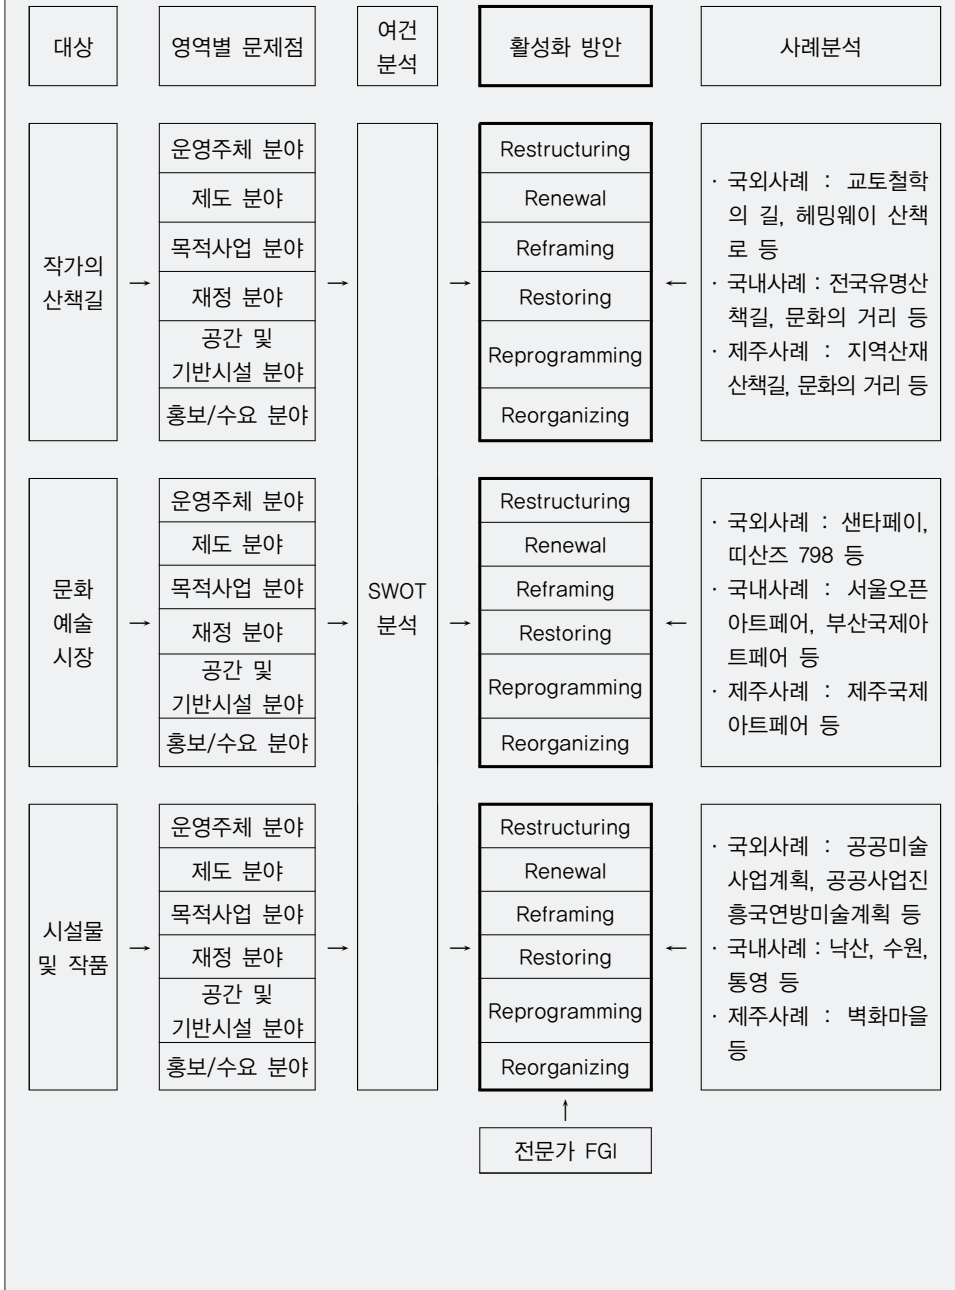 대상
영역별 문제점
여건
분석
활성화 방안
사례분석
작가의
산책길
→
운영주체 분야
제도 분야
목적사업 분야
재정 분야
공간 및
기반시설 분야
홍보/수요 분야
→
→
Restructuring
Renewal
Reframing
Restoring
Reprogramming
Reorganizing
←
· 국외사례 : 교토철학
의 길, 헤밍웨이 산책
로 등
· 국내사례 : 전국유명산
책길, 문화의 거리 등
· 제주사례 : 지역산재
산책길, 문화의 거리 등
문화
예술
시장
→
운영주체 분야
제도 분야
목적사업 분야
재정 분야
공간 및
기반시설 분야
홍보/수요 분야
→
SWOT
분석
→
Restructuring
Renewal
Reframing
Restoring
Reprogramming
Reorganizing
←
· 국외사례 : 샌타페이,
띠산즈 798 등
· 국내사례 : 서울오픈
아트페어, 부산국제아
트페어 등
· 제주사례 : 제주국제
아트페어 등
시설물
및 작품
→
운영주체 분야
제도 분야
목적사업 분야
재정 분야
공간 및
기반시설 분야
홍보/수요 분야
→
→
Restructuring
Renewal
Reframing
Restoring
Reprogramming
Reorganizing
←
· 국외사례 : 공공미술
사업계획, 공공사업진
흥국연방미술계획 등
· 국내사례 : 낙산, 수원,
통영 등
· 제주사례 : 벽화마을
등
↑
전문가 FGI